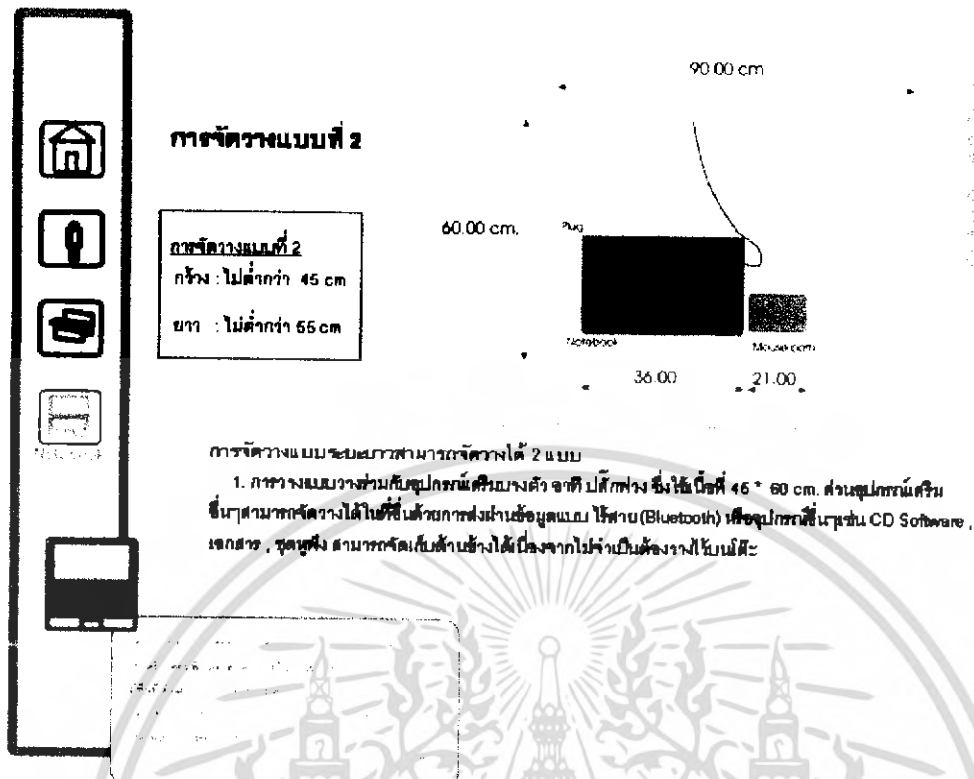 90.00 cm
การจัดวางแบบที่ 2
60.00 cm.
Plug
การจัดวางแบบที่ 2
กว้าง : ไม่ต่ำกว่า 45 cm
ยาว : ไม่ต่ำกว่า 55 cm
Notebook
Mouse
36.00
21.00
การจัดวางแบบระยะยาวสามารถจัดวางได้ 2 แบบ
1. การวางแบบวางร่วมกับอุปกรณ์เสริมบางตัว อาทิ ปลั๊กพ่วง ซึ่งใช้เนื้อที่ 45 * 60 cm. ส่วนอุปกรณ์เสริม
อื่นๆสามารถจัดวางได้ในที่อื่นด้วยการส่งผ่านข้อมูลแบบ ไร้สาย(Bluetooth) หรืออุปกรณ์อื่นๆเช่น CD Software ,
เอกสาร , ชุดหูฟัง สามารถจัดเก็บด้านข้างได้เนื่องจากไม่จำเป็นต้องวางไว้บนโต๊ะ